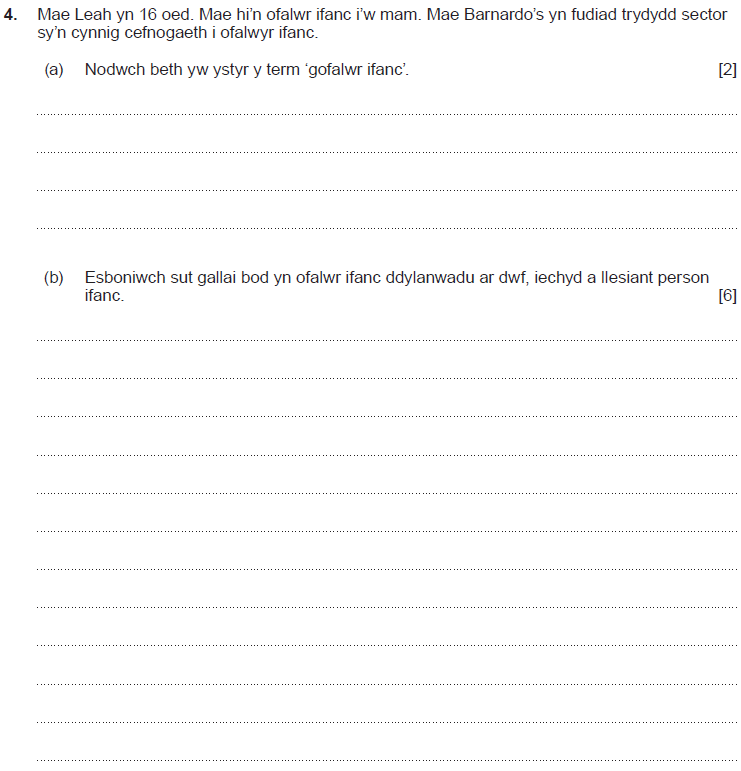 4. Mae Leah yn 16 oed. Mae hi'n ofalwr ifanc i'w mam. Mae Barnardo's yn fudiad trydydd sector
sy'n cynnig cefnogaeth i ofalwyr ifanc.
(a) Nodwch beth yw ystyr y term 'gofalwr ifanc'. [2]
(b) Esboniwch sut gallai bod yn ofalwr ifanc ddylanwadu ar dwf, iechyd a llesiant person
ifanc. [6]